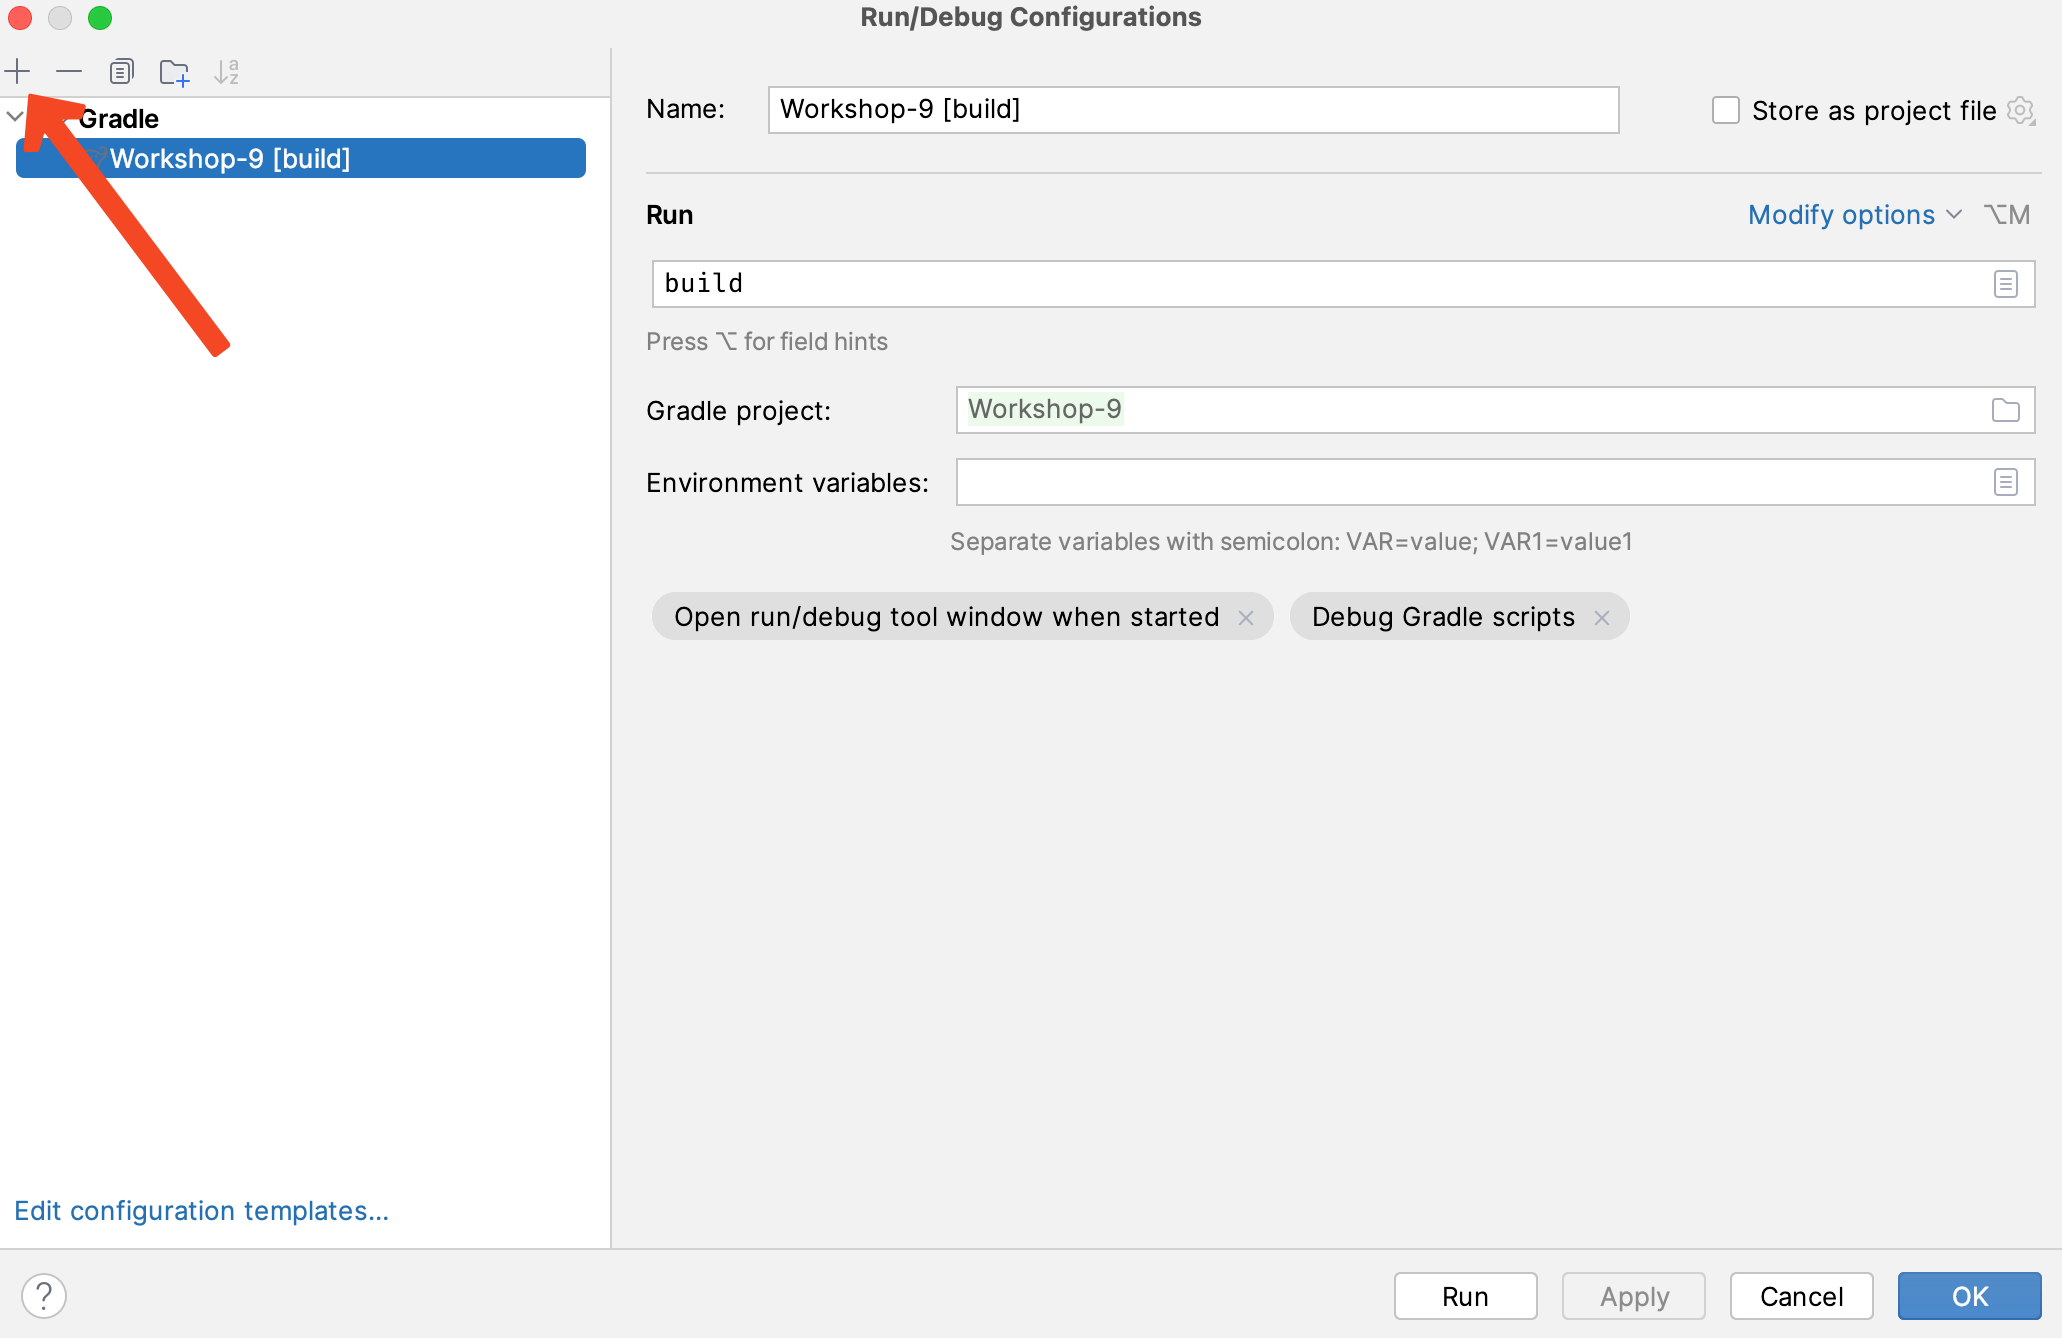 Run/Debug Configurations
Gradle
Workshop-9 [build]
Edit configuration templates...
Name: Workshop-9 [build] Store as project file
Run Modify options ⌥M
build
Press ⌥ for field hints
Gradle project: Workshop-9
Environment variables:
Separate variables with semicolon: VAR=value; VAR1=value1
Open run/debug tool window when started × Debug Gradle scripts ×
? Run Apply Cancel OK